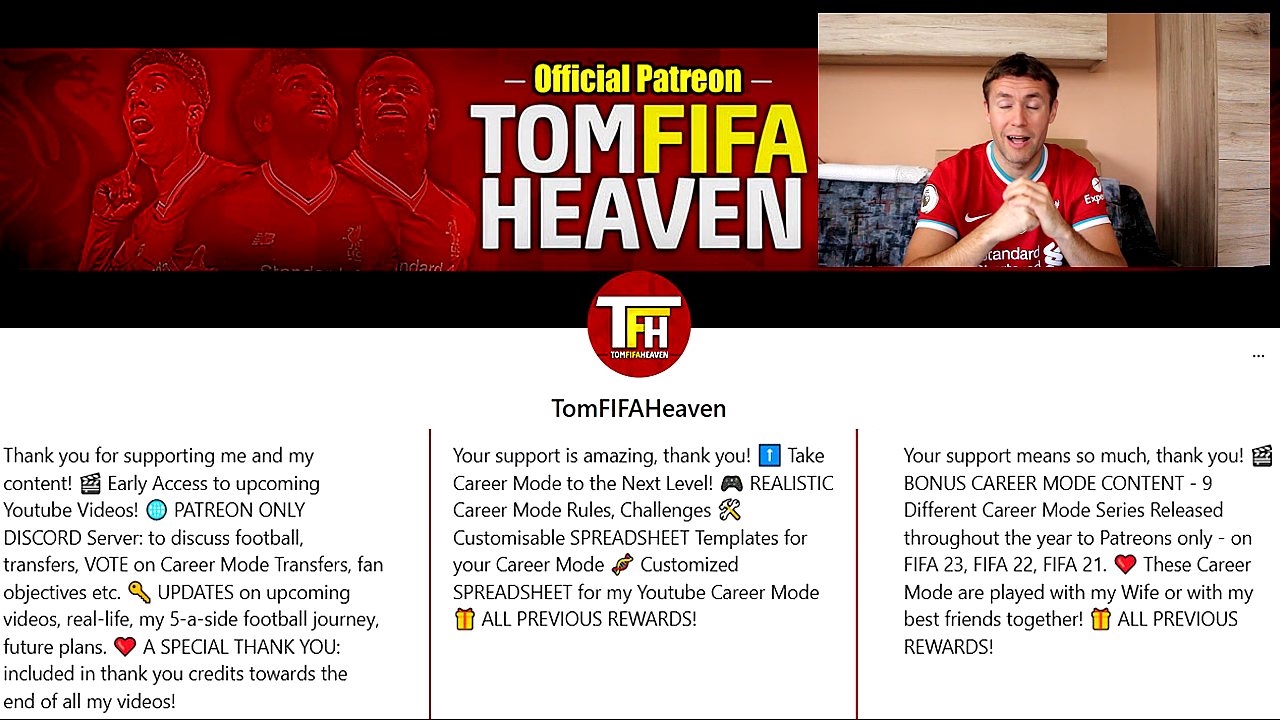 — Official Patreon —
TOMFIFA
HEAVEN
Expe
Standard
Chartered
NB
Standard
ndard
TFH
TOMFIFAHEAVEN
...
TomFIFAHeaven
Thank you for supporting me and my
content! 🎬 Early Access to upcoming
Youtube Videos! 🌐 PATREON ONLY
DISCORD Server: to discuss football,
transfers, VOTE on Career Mode Transfers, fan
objectives etc. 🔑 UPDATES on upcoming
videos, real-life, my 5-a-side football journey,
future plans. ❤️ A SPECIAL THANK YOU:
included in thank you credits towards the
end of all my videos!
Your support is amazing, thank you! ⬆️ Take
Career Mode to the Next Level! 🎮 REALISTIC
Career Mode Rules, Challenges 🛠️
Customisable SPREADSHEET Templates for
your Career Mode 🧬 Customized
SPREADSHEET for my Youtube Career Mode
🎁 ALL PREVIOUS REWARDS!
Your support means so much, thank you! 🎬
BONUS CAREER MODE CONTENT - 9
Different Career Mode Series Released
throughout the year to Patreons only - on
FIFA 23, FIFA 22, FIFA 21. ❤️ These Career
Mode are played with my Wife or with my
best friends together! 🎁 ALL PREVIOUS
REWARDS!